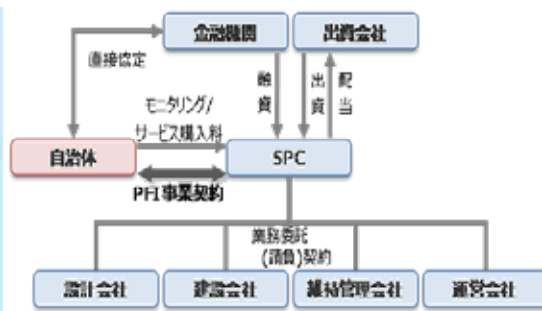 金融機関
出資会社
直接協定
融資
出資
配当
モニタリング/
サービス購入料
自治体
SPC
PFI事業契約
業務委託
(請負)契約
設計会社
建設会社
維持管理会社
運営会社